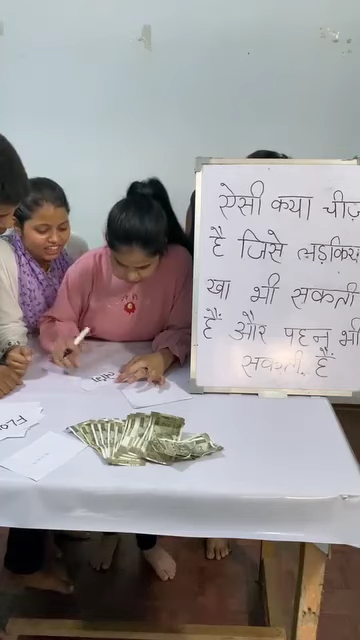 ऐसी क्या चीज़
है जिसे लड़किया
खा भी सकती
हैं और पहन भी
सकती हैं